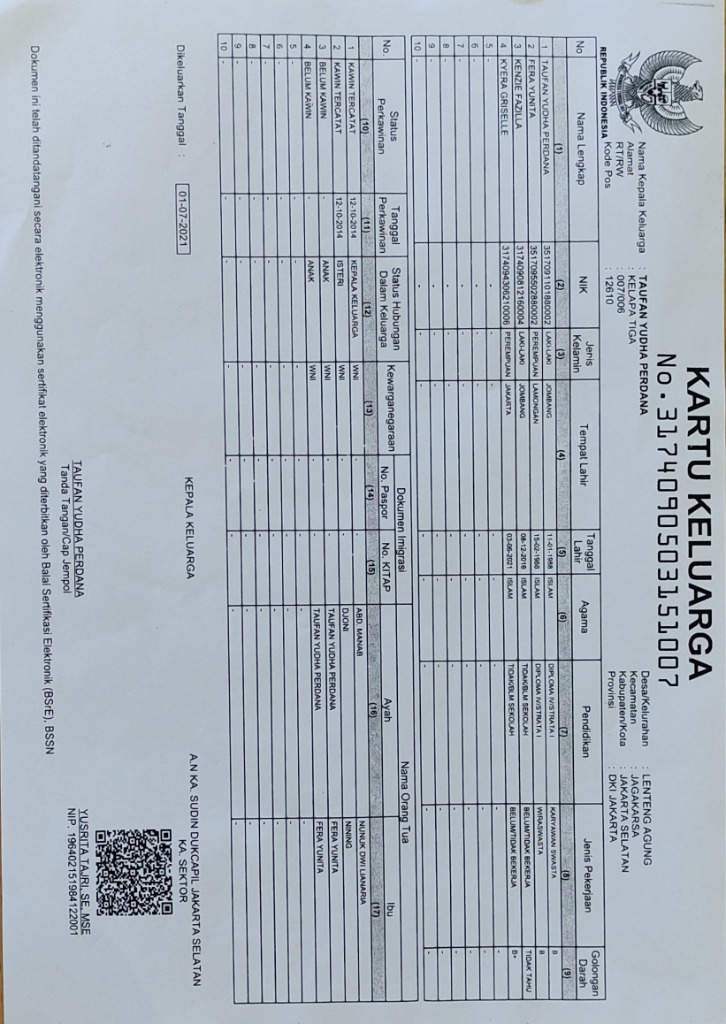 KARTU KELUARGA
No. 3174090503151007
REPUBLIK INDONESIA
Nama Kepala Keluarga : TAUFAN YUDHA PERDANA
Alamat : KELAPA TIGA
RT/RW : 007/006
Kode Pos : 12610
Desa/Kelurahan : LENTENG AGUNG
Kecamatan : JAGAKARSA
Kabupaten/Kota : JAKARTA SELATAN
Provinsi : DKI JAKARTA
No Nama Lengkap NIK Jenis Kelamin Tempat Lahir Tanggal Lahir Agama Pendidikan Jenis Pekerjaan Golongan Darah
(1) (2) (3) (4) (5) (6) (7) (8) (9)
1 TAUFAN YUDHA PERDANA 3517091101880002 LAKI-LAKI JOMBANG 11-01-1988 ISLAM DIPLOMA IV/STRATA I KARYAWAN SWASTA B
2 FERA YUNITA 3517095502880002 PEREMPUAN LAMONGAN 15-02-1988 ISLAM DIPLOMA IV/STRATA I WIRASWASTA B
3 KENZIE FAZILLA 3174090812160004 LAKI-LAKI JOMBANG 08-12-2016 ISLAM TIDAK/BLM SEKOLAH BELUM/TIDAK BEKERJA TIDAK TAHU
4 KYERA GRISELLE 3174094306210006 PEREMPUAN JAKARTA 03-06-2021 ISLAM TIDAK/BLM SEKOLAH BELUM/TIDAK BEKERJA B+
5 - - - - - - - - -
6 - - - - - - - - -
7 - - - - - - - - -
8 - - - - - - - - -
9 - - - - - - - - -
10 - - - - - - - - -
No. Status Perkawinan Tanggal Perkawinan Status Hubungan Dalam Keluarga Kewarganegaraan Dokumen Imigrasi Nama Orang Tua
No. Paspor No. KITAP Ayah Ibu
(10) (11) (12) (13) (14) (15) (16) (17)
1 KAWIN TERCATAT 12-10-2014 KEPALA KELUARGA WNI - - ABD. MANAB NUNUK DWI LIANARIA
2 KAWIN TERCATAT 12-10-2014 ISTERI WNI - - DJONI NINING
3 BELUM KAWIN - ANAK WNI - - TAUFAN YUDHA PERDANA FERA YUNITA
4 BELUM KAWIN - ANAK WNI - - TAUFAN YUDHA PERDANA FERA YUNITA
5 - - - - - - - -
6 - - - - - - - -
7 - - - - - - - -
8 - - - - - - - -
9 - - - - - - - -
10 - - - - - - - -
Dikeluarkan Tanggal : 01-07-2021
KEPALA KELUARGA
A.N KA. SUDIN DUKCAPIL JAKARTA SELATAN
KA. SEKTOR
TAUFAN YUDHA PERDANA
Tanda Tangan/Cap Jempol
YUSRITA TAJRI, SE, MSE
NIP. 196402151984122001
Dokumen ini telah ditandatangani secara elektronik menggunakan sertifikat elektronik yang diterbitkan oleh Balai Sertifikasi Elektronik (BSrE), BSSN